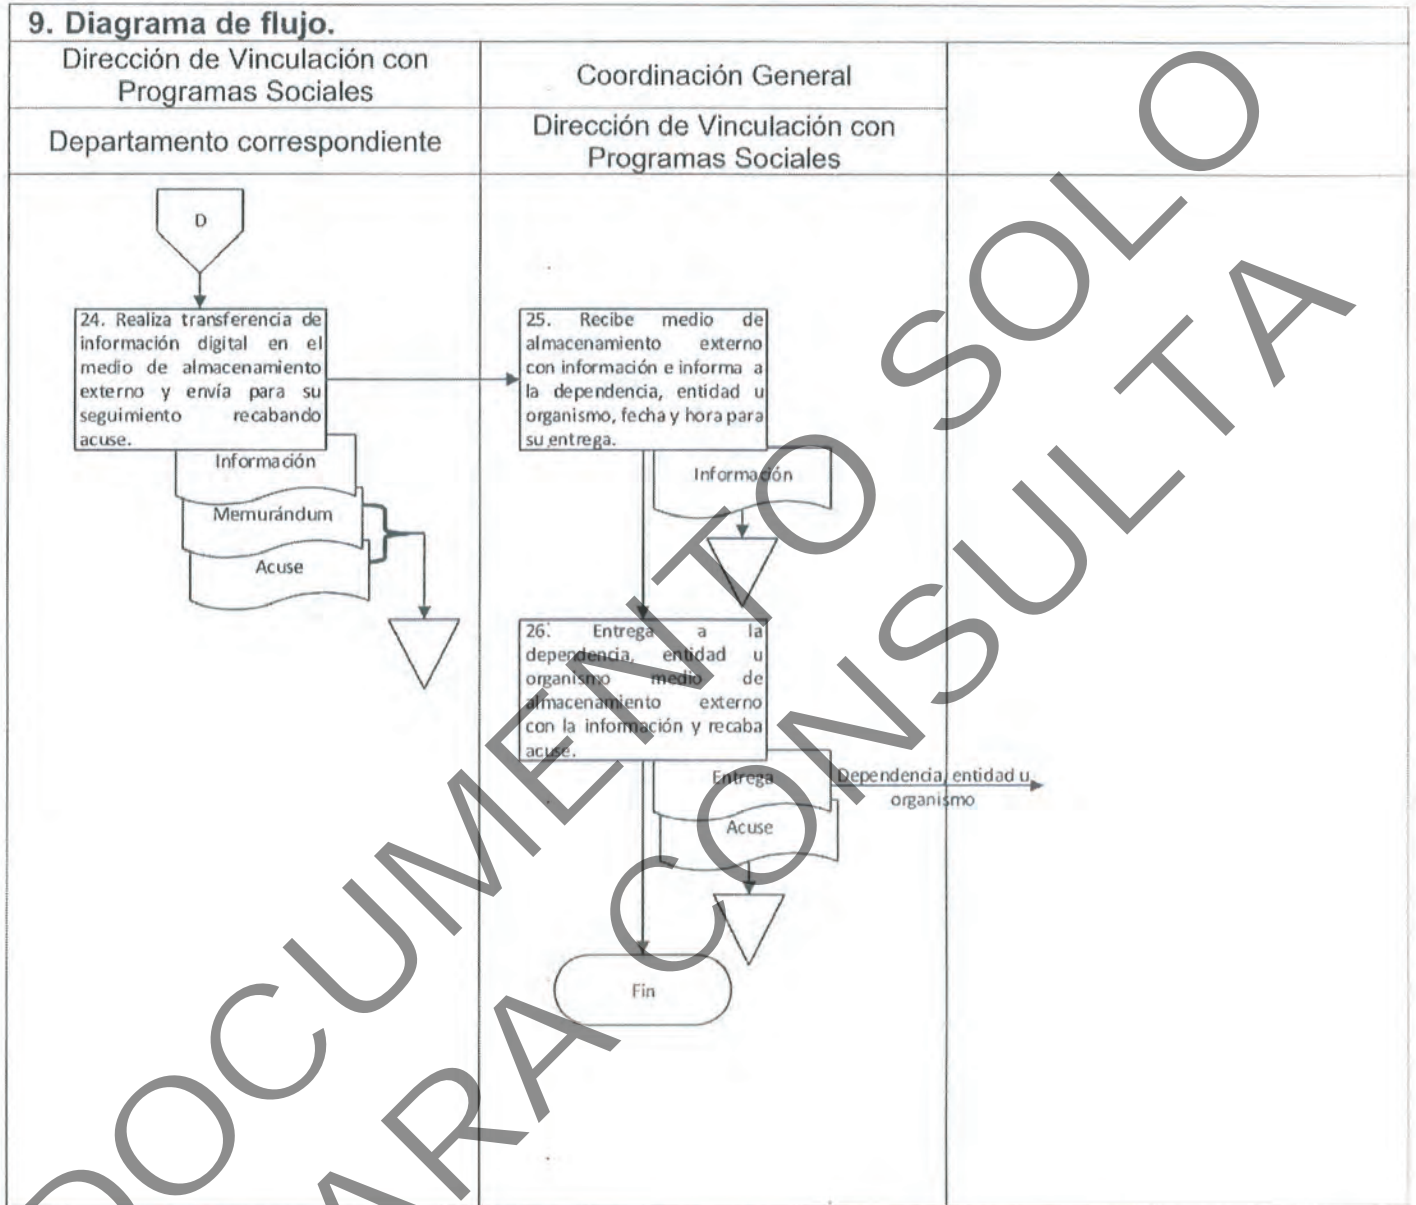 9. Diagrama de flujo.
Dirección de Vinculación con
Programas Sociales
Coordinación General
Departamento correspondiente
Dirección de Vinculación con
Programas Sociales
D
24. Realiza transferencia de
información digital en el
medio de almacenamiento
externo y envía para su
seguimiento recabando
acuse.
Información
Memurándum
Acuse
25. Recibe medio de
almacenamiento externo
con información e informa a
la dependencia, entidad u
organismo, fecha y hora para
su entrega.
Información
26. Entrega a la
dependencia, entidad u
organismo medio de
almacenamiento externo
con la información y recaba
acuse.
Entrega
Dependencia, entidad u
organismo
Acuse
Fin
DOCUMENTO SOLO
PARA CONSULTA